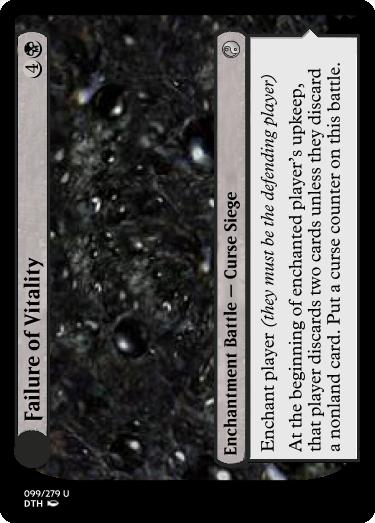 Failure of Vitality 4
Enchantment Battle — Curse Siege
Enchant player (they must be the defending player)
At the beginning of enchanted player's upkeep,
that player discards two cards unless they discard
a nonland card. Put a curse counter on this battle.
099/279 U
DTH